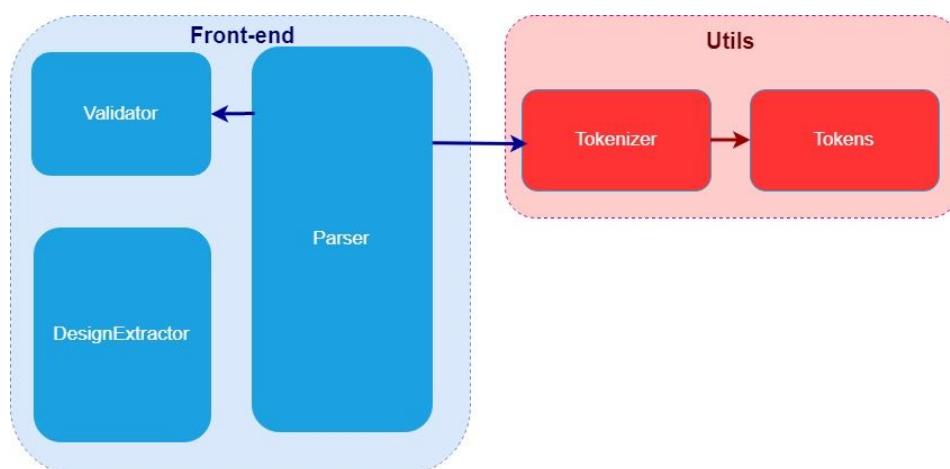 Front-end
Utils
Validator
Tokenizer
Tokens
Parser
DesignExtractor